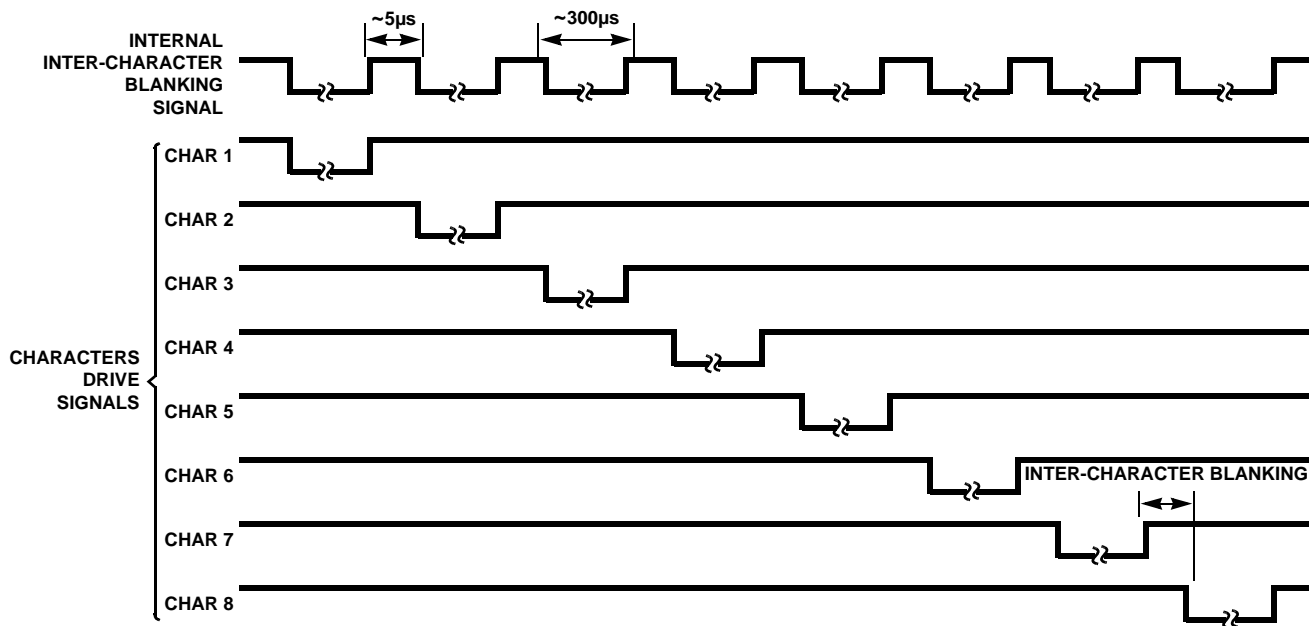 ~5µs
~300µs
INTERNAL
INTER-CHARACTER
BLANKING
SIGNAL
CHAR 1
CHAR 2
CHAR 3
CHAR 4
CHARACTERS
DRIVE
SIGNALS
CHAR 5
CHAR 6
INTER-CHARACTER BLANKING
CHAR 7
CHAR 8